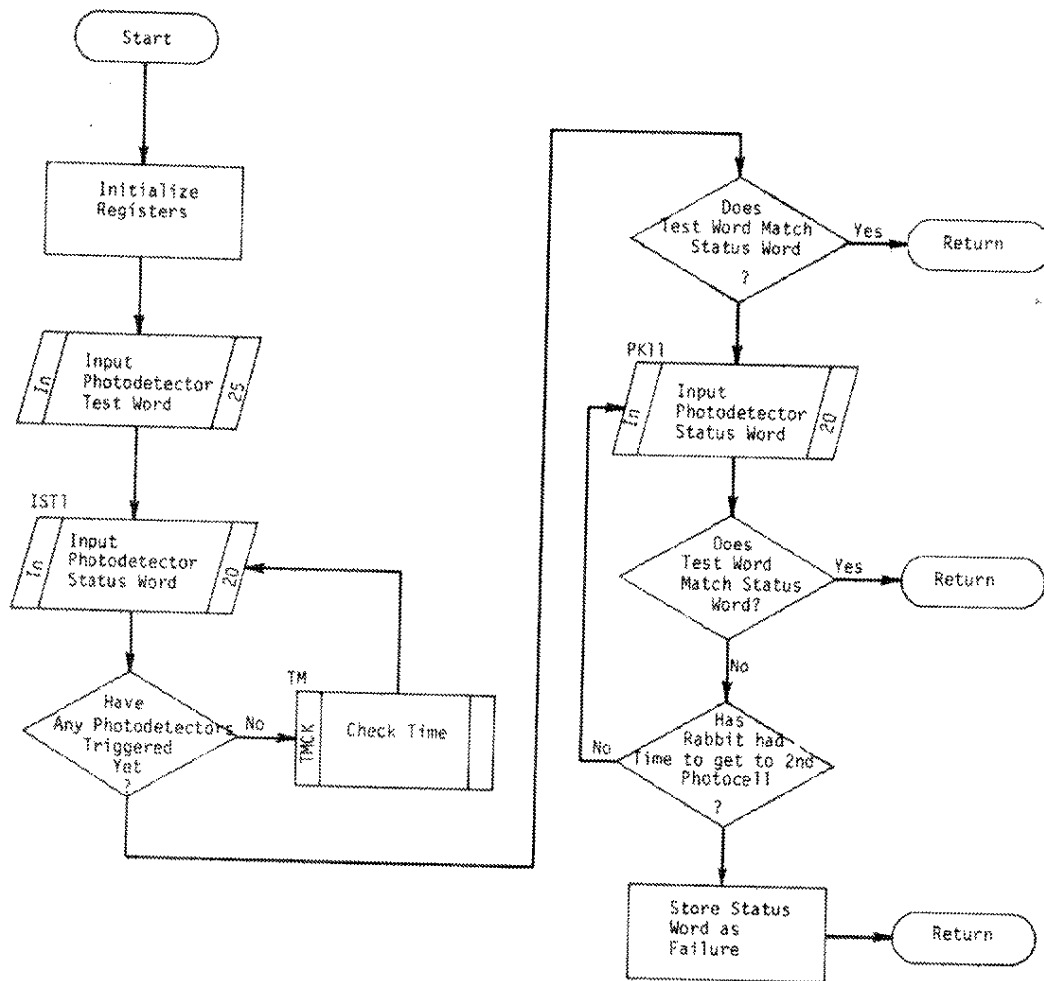 Start
Initialize
Registers
In
Input
Photodetector
Test Word
25
IST1
In
Input
Photodetector
Status Word
20
Have
Any Photodetectors
Triggered
Yet
?
No
TM
TMCK
Check Time
Does
Test Word Match
Status Word
?
Yes
Return
PK11
In
Input
Photodetector
Status Word
20
Does
Test Word
Match Status
Word?
Yes
Return
No
Has
Rabbit had
Time to get to 2nd
Photocell
?
No
Store Status
Word as
Failure
Return